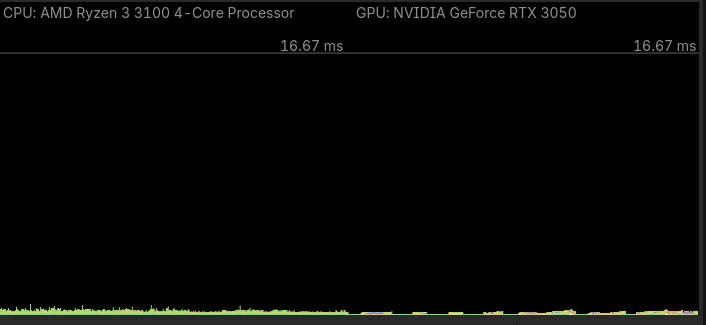 CPU: AMD Ryzen 3 3100 4-Core Processor
GPU: NVIDIA GeForce RTX 3050
16.67 ms
16.67 ms